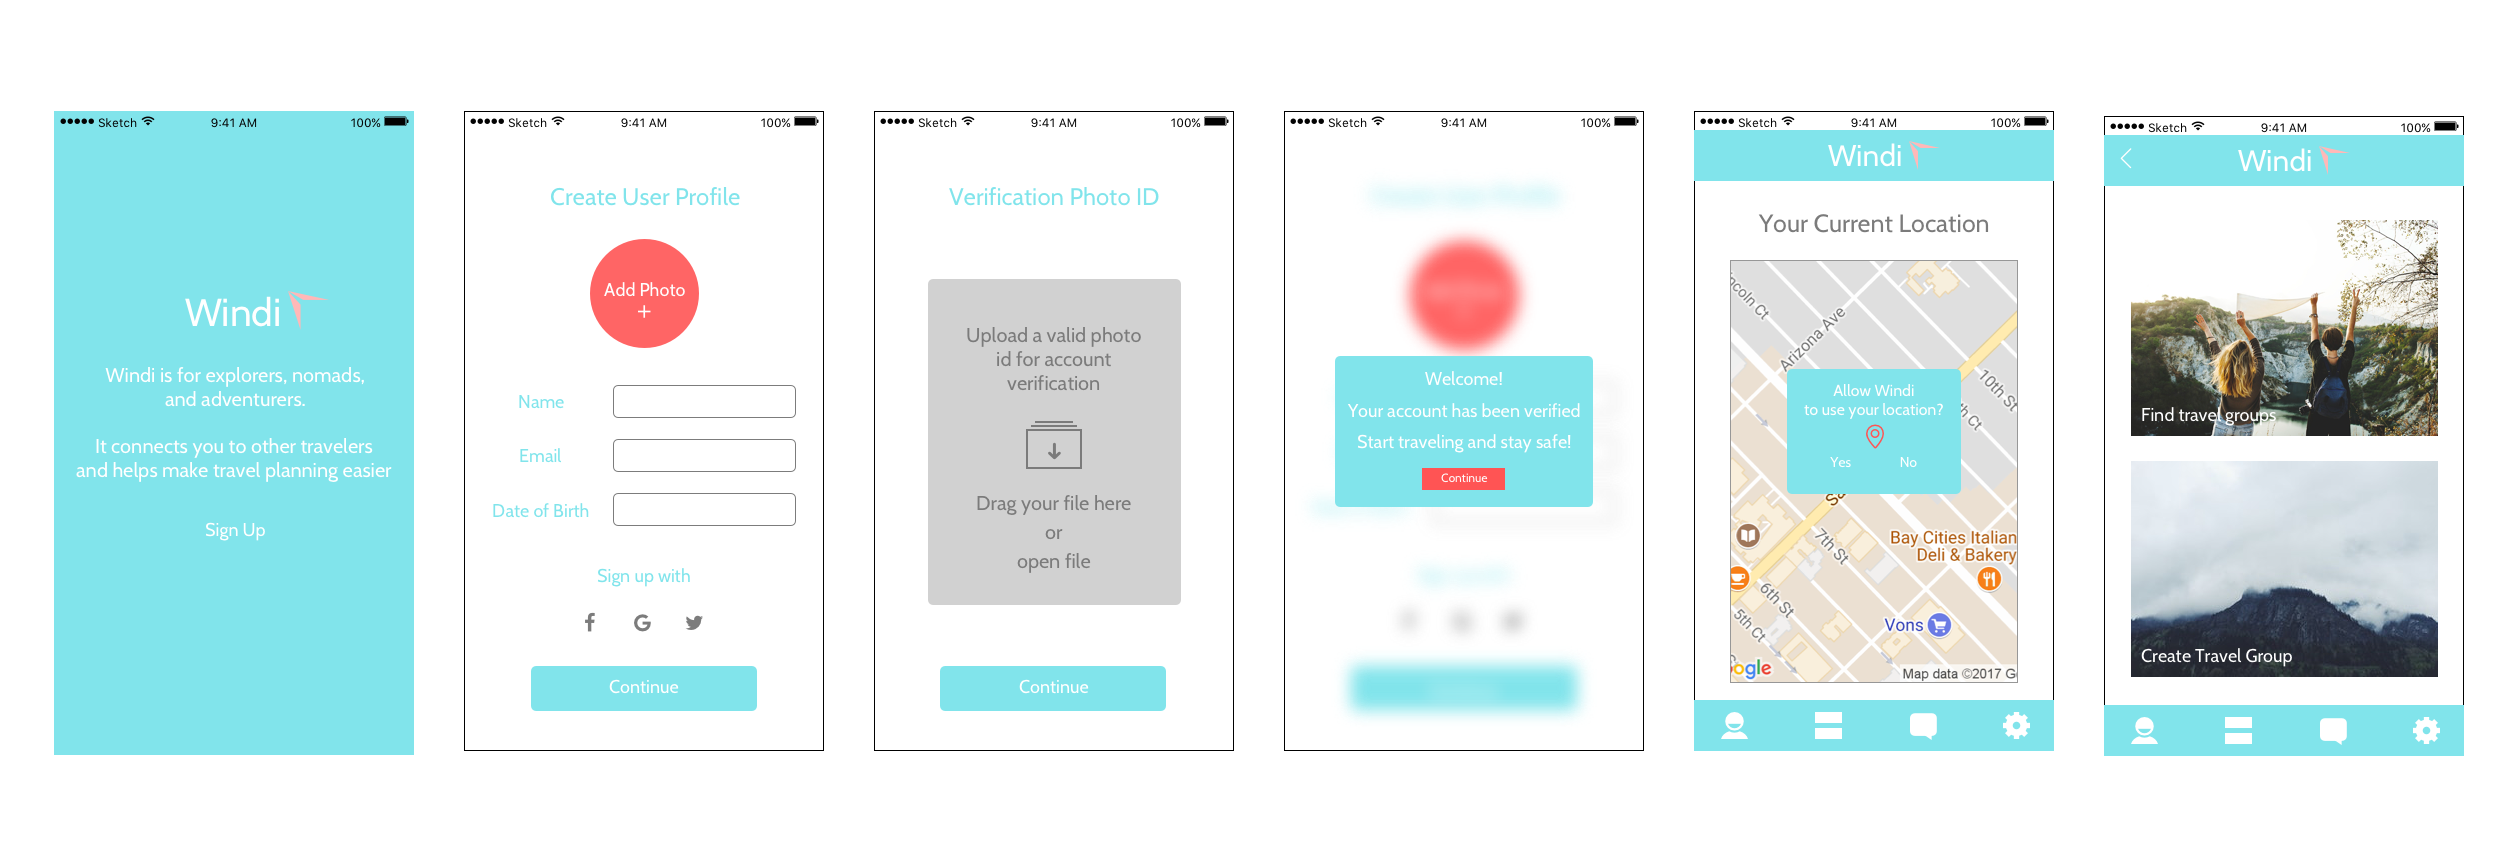 Sketch 9:41 AM 100%
Windi
Windi is for explorers, nomads,
and adventurers.
It connects you to other travelers
and helps make travel planning easier
Sign Up
Sketch 9:41 AM 100%
Create User Profile
Add Photo
+
Name
Email
Date of Birth
Sign up with
Continue
Sketch 9:41 AM 100%
Verification Photo ID
Upload a valid photo
id for account
verification
Drag your file here
or
open file
Continue
Sketch 9:41 AM 100%
Welcome!
Your account has been verified
Start traveling and stay safe!
Continue
Sketch 9:41 AM 100%
Windi
Your Current Location
ncoln Ct
Arizona Ave
10th St
th Ct
Allow Windi
to use your location?
Yes No
Sa
7th St
Bay Cities Italian
Deli & Bakery
6th St
5th Ct
Vons
5
ogle
Map data ©2017 G
Sketch 9:41 AM 100%
Windi
Find travel groups
Create Travel Group